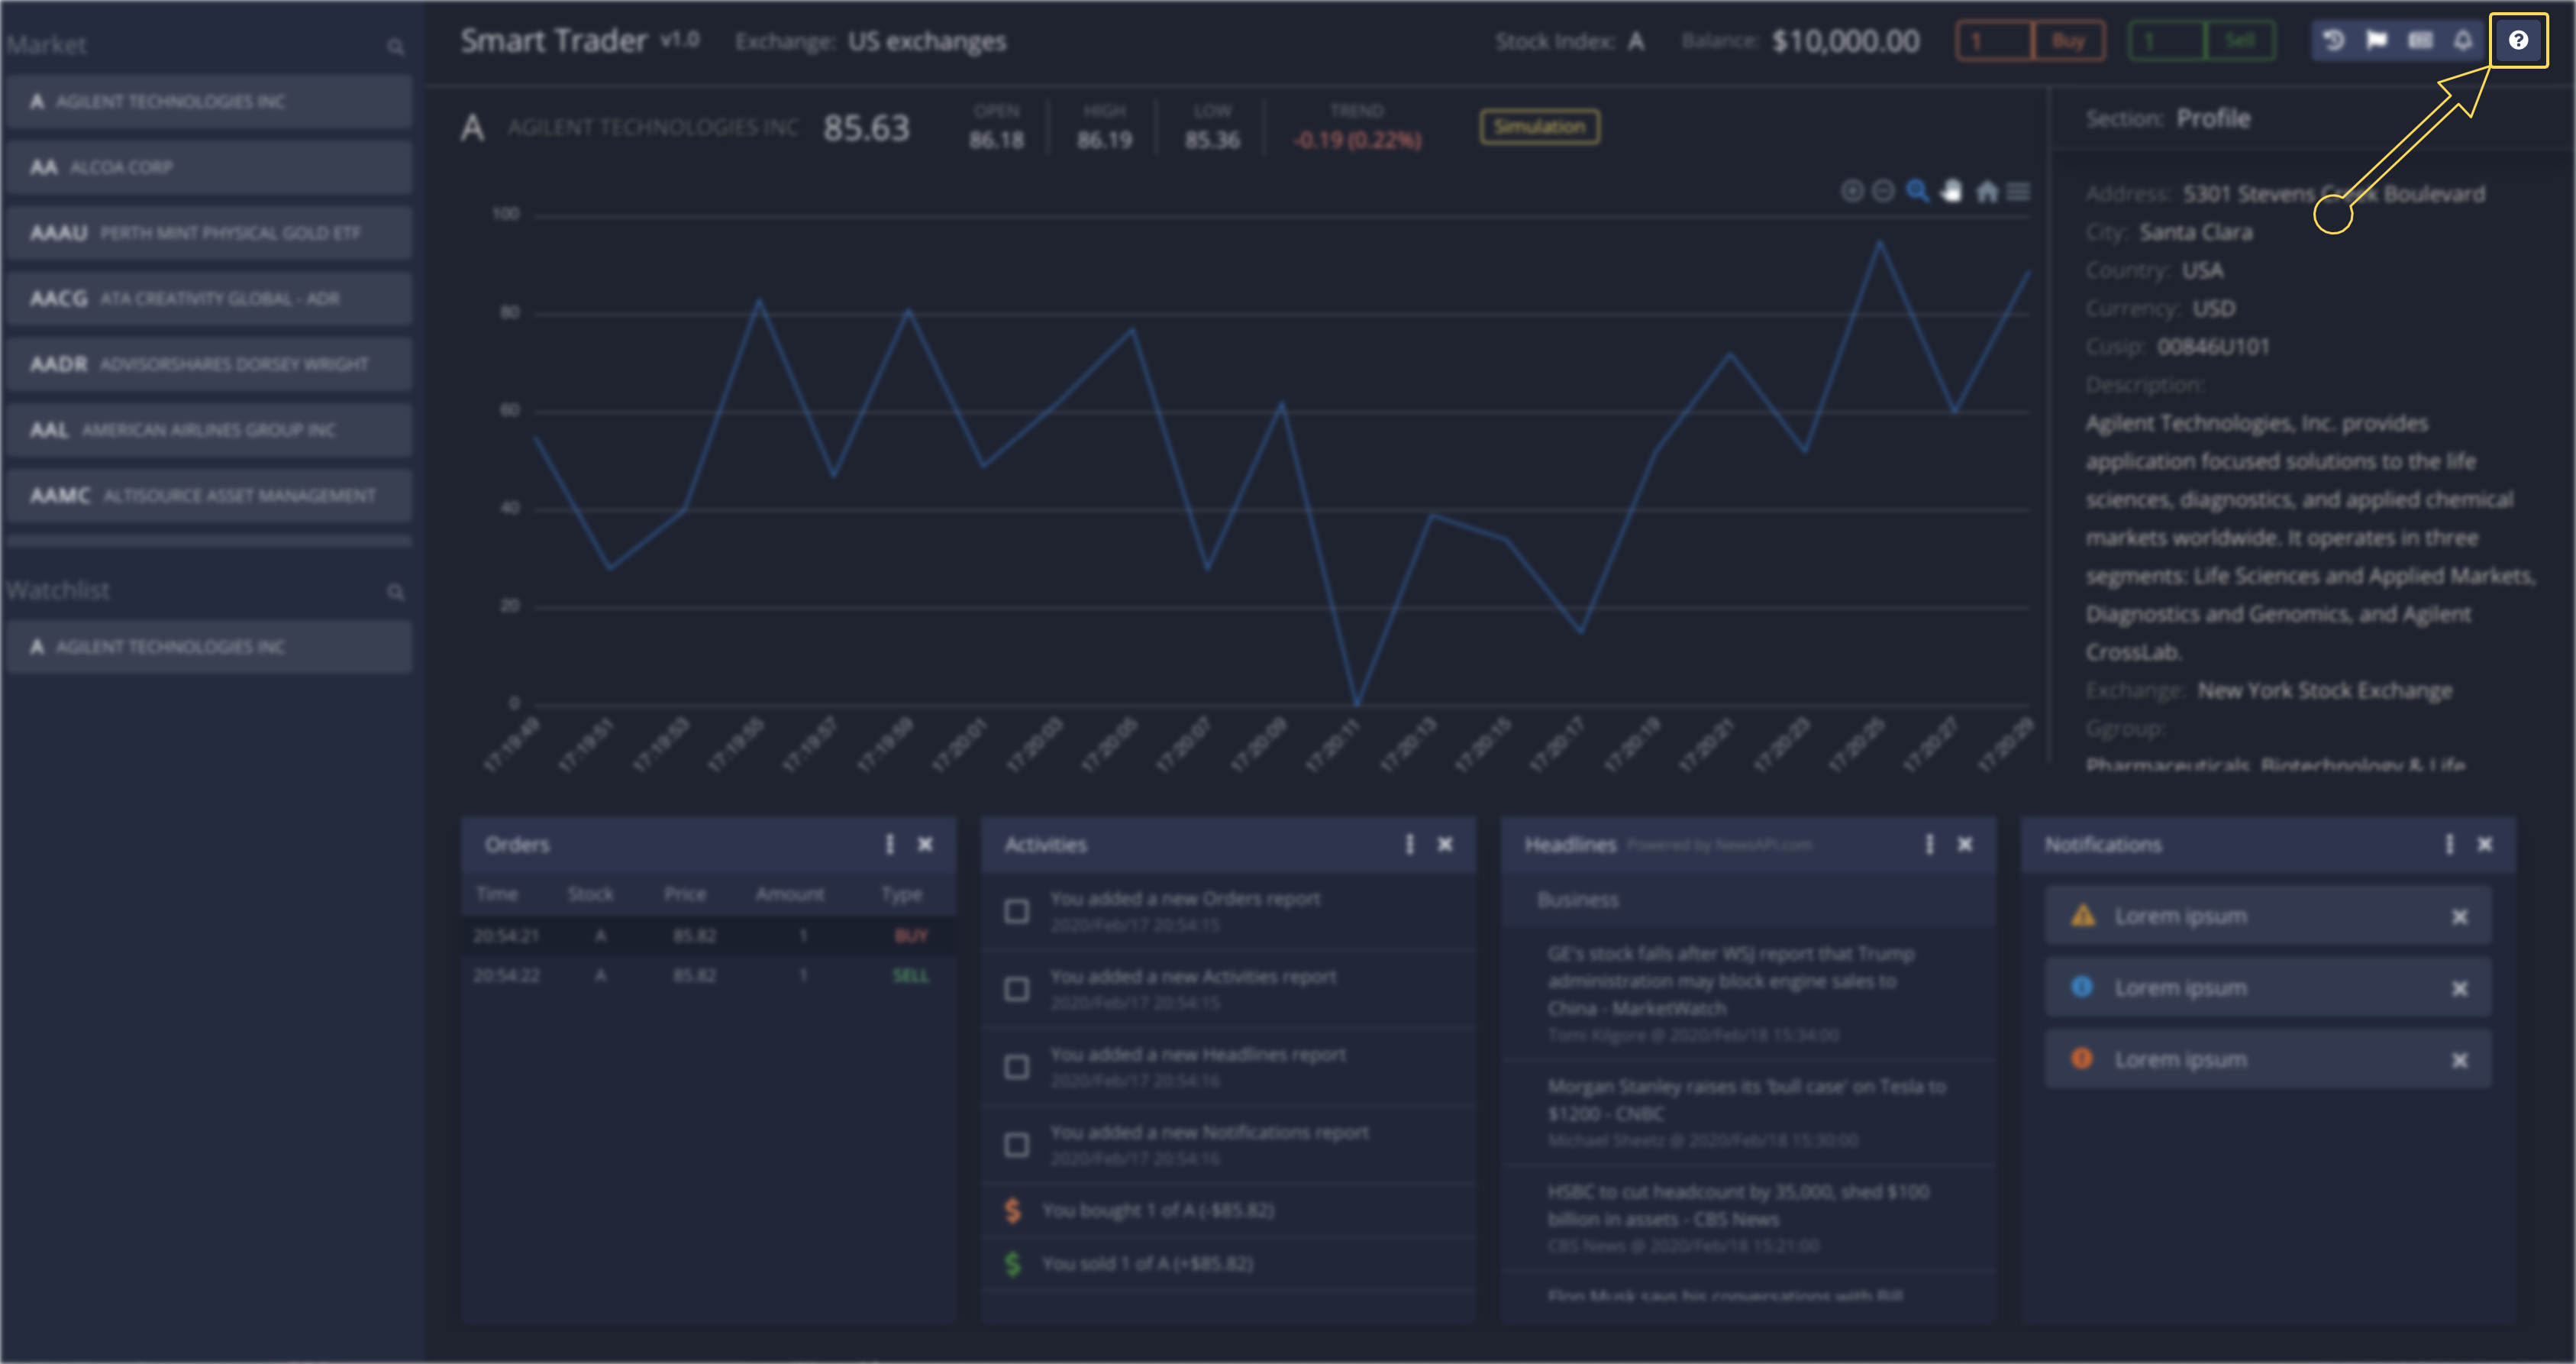 Market
A AGILENT TECHNOLOGIES INC
AA ALCOA CORP
AAAU PERTH MINT PHYSICAL GOLD ETF
AACG ATA CREATIVITY GLOBAL - ADR
AADR ADVISORSHARES DORSEY WRIGHT
AAL AMERICAN AIRLINES GROUP INC
AAMC ALTISOURCE ASSET MANAGEMENT
Watchlist
A AGILENT TECHNOLOGIES INC
Smart Trader v1.0 Exchange: US exchanges
Stock Index: A Balance: $10,000.00 1 Buy 1 Sell
?
A AGILENT TECHNOLOGIES INC 85.63
OPEN
86.18
HIGH
86.19
LOW
85.36
TREND
-0.19 (0.22%)
Simulation
100
80
60
40
20
0
17:19:49
17:19:51
17:19:53
17:19:55
17:19:57
17:19:59
17:20:01
17:20:03
17:20:05
17:20:07
17:20:09
17:20:11
17:20:13
17:20:15
17:20:17
17:20:19
17:20:21
17:20:23
17:20:25
17:20:27
17:20:29
Section: Profile
Address: 5301 Stevens Creek Boulevard
City: Santa Clara
Country: USA
Currency: USD
Cusip: 00846U101
Description:
Agilent Technologies, Inc. provides
application focused solutions to the life
sciences, diagnostics, and applied chemical
markets worldwide. It operates in three
segments: Life Sciences and Applied Markets,
Diagnostics and Genomics, and Agilent
CrossLab.
Exchange: New York Stock Exchange
Ggroup:
Pharmaceuticals, Biotechnology & Life
Orders
Time Stock Price Amount Type
20:54:21 A 85.82 1 BUY
20:54:22 A 85.82 1 SELL
Activities
You added a new Orders report
2020/Feb/17 20:54:15
You added a new Activities report
2020/Feb/17 20:54:15
You added a new Headlines report
2020/Feb/17 20:54:16
You added a new Notifications report
2020/Feb/17 20:54:16
$ You bought 1 of A (-$85.82)
$ You sold 1 of A (+$85.82)
Headlines Powered by NewsAPI.com
Business
GE's stock falls after WSJ report that Trump
administration may block engine sales to
China - MarketWatch
Tomi Kilgore @ 2020/Feb/18 15:34:00
Morgan Stanley raises its 'bull case' on Tesla to
$1200 - CNBC
Michael Sheetz @ 2020/Feb/18 15:30:00
HSBC to cut headcount by 35,000, shed $100
billion in assets - CBS News
CBS News @ 2020/Feb/18 15:21:00
Elon Musk says his conversations with Bill
Notifications
Lorem ipsum
Lorem ipsum
Lorem ipsum